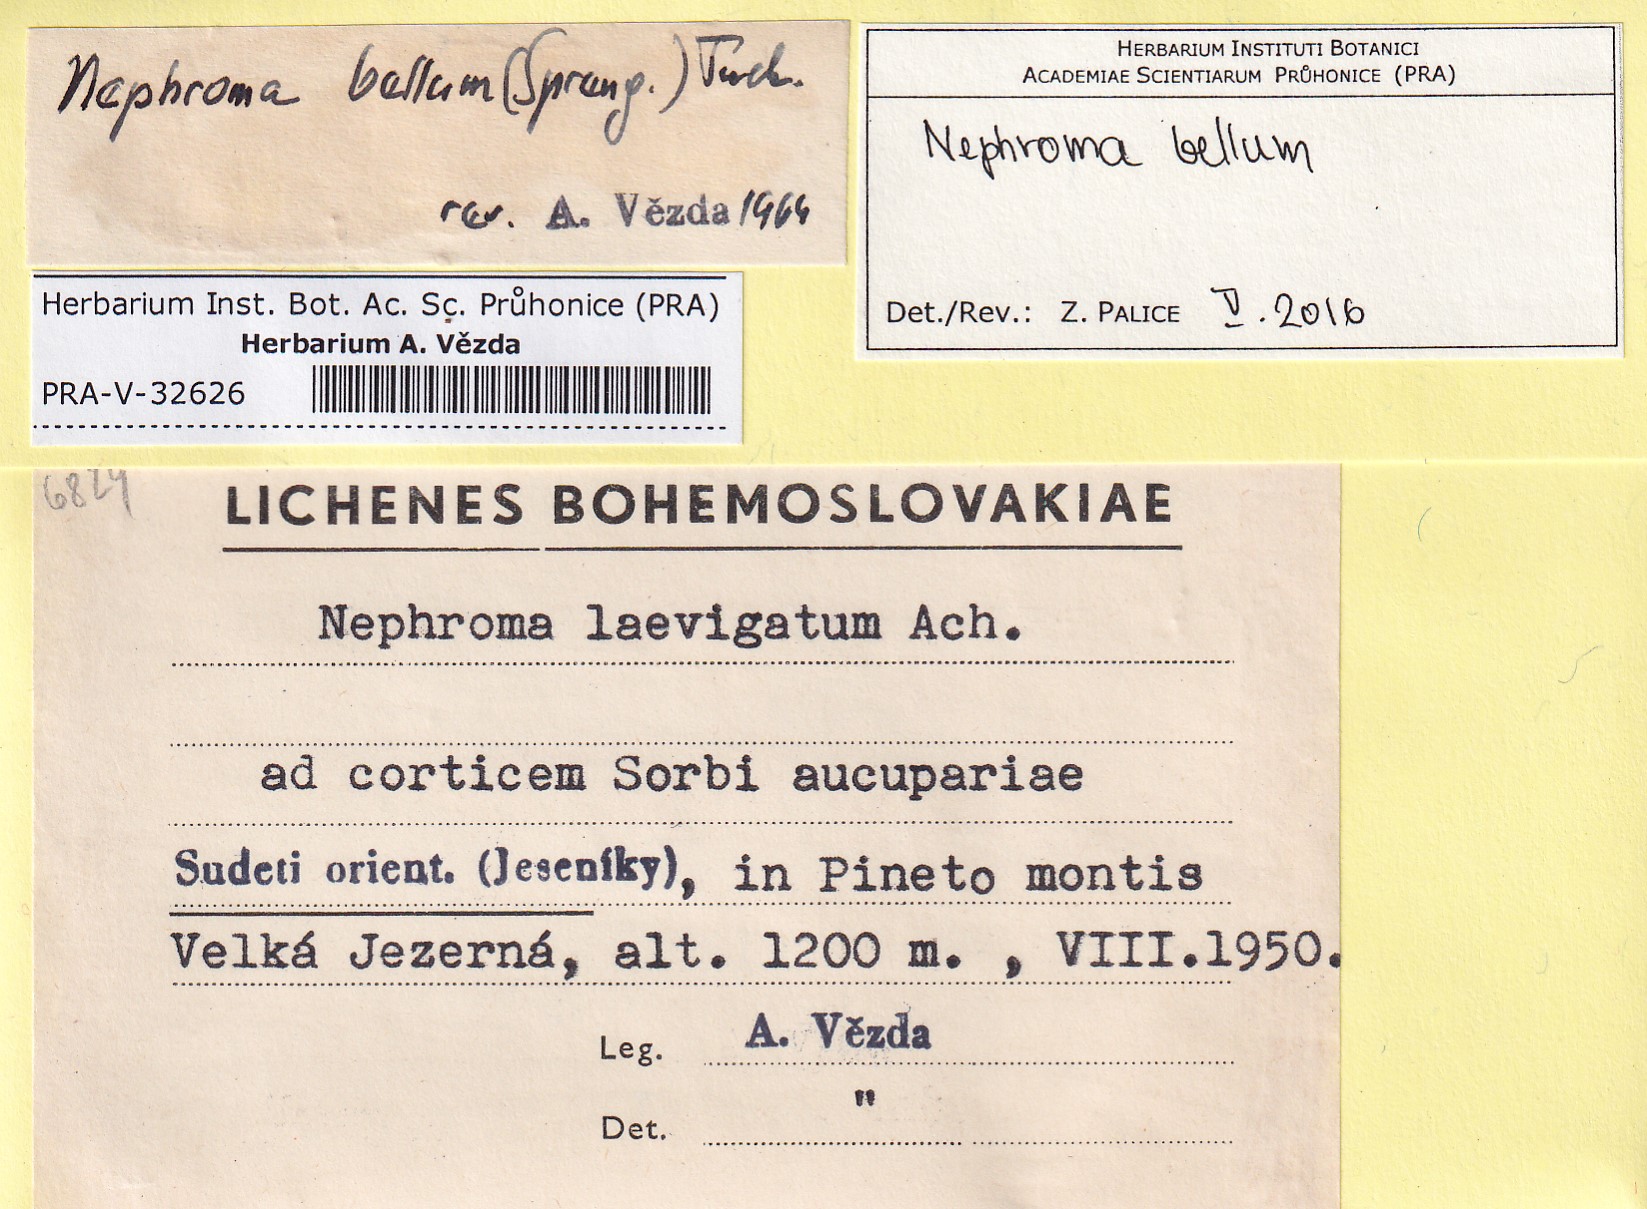 Nephroma bellum (Spreng.) Tuck.
rev. A. Vězda 1964
HERBARIUM INSTITUTI BOTANICI
ACADEMIAE SCIENTIARUM PRŮHONICE (PRA)
Nephroma bellum
Det./Rev.: Z. PALICE V. 2016
Herbarium Inst. Bot. Ac. Sc. Průhonice (PRA)
Herbarium A. Vězda
PRA-V-32626
6824
LICHENES BOHEMOSLOVAKIAE
Nephroma laevigatum Ach.
ad corticem Sorbi aucupariae
Sudeti orient. (Jeseníky), in Pineto montis
Velká Jezerná, alt. 1200 m. , VIII.1950.
Leg. A. Vězda
Det. "